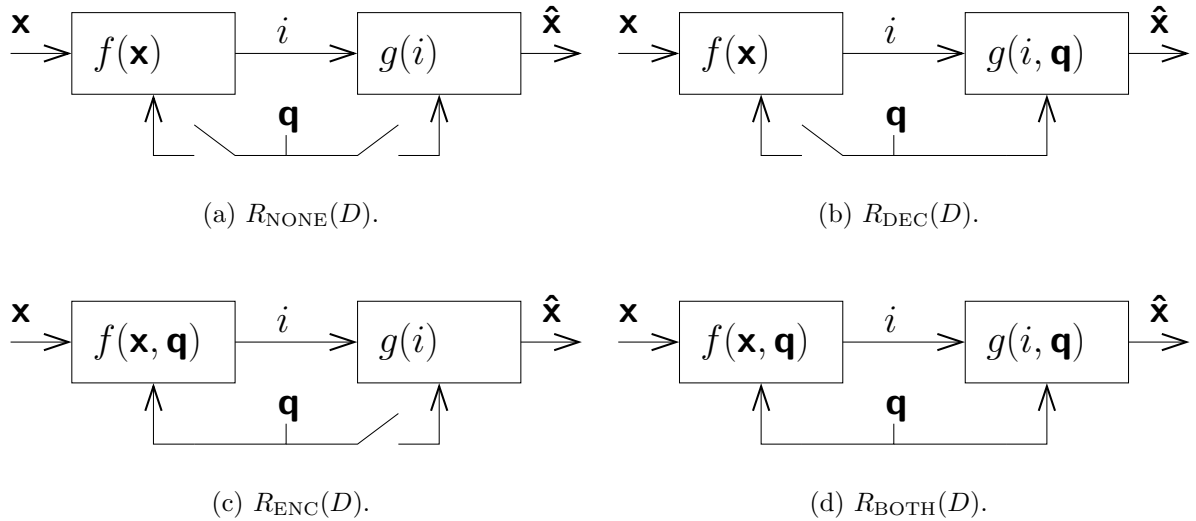 x i x̂ x i x̂
f(x) g(i) f(x) g(i, q)
q q
(a) R_NONE(D). (b) R_DEC(D).
x i x̂ x i x̂
f(x, q) g(i) f(x, q) g(i, q)
q q
(c) R_ENC(D). (d) R_BOTH(D).